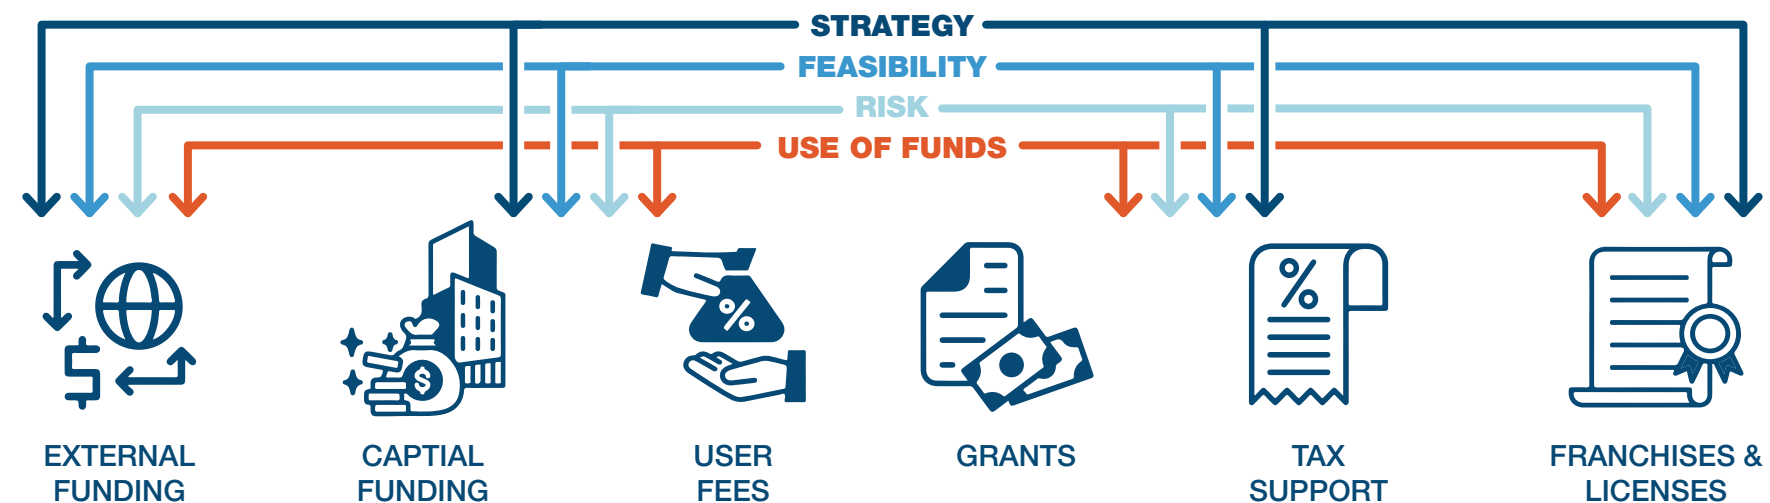 STRATEGY
FEASIBILITY
RISK
USE OF FUNDS
%
$
%
$
EXTERNAL
FUNDING
CAPTIAL
FUNDING
USER
FEES
GRANTS
TAX
SUPPORT
FRANCHISES &
LICENSES